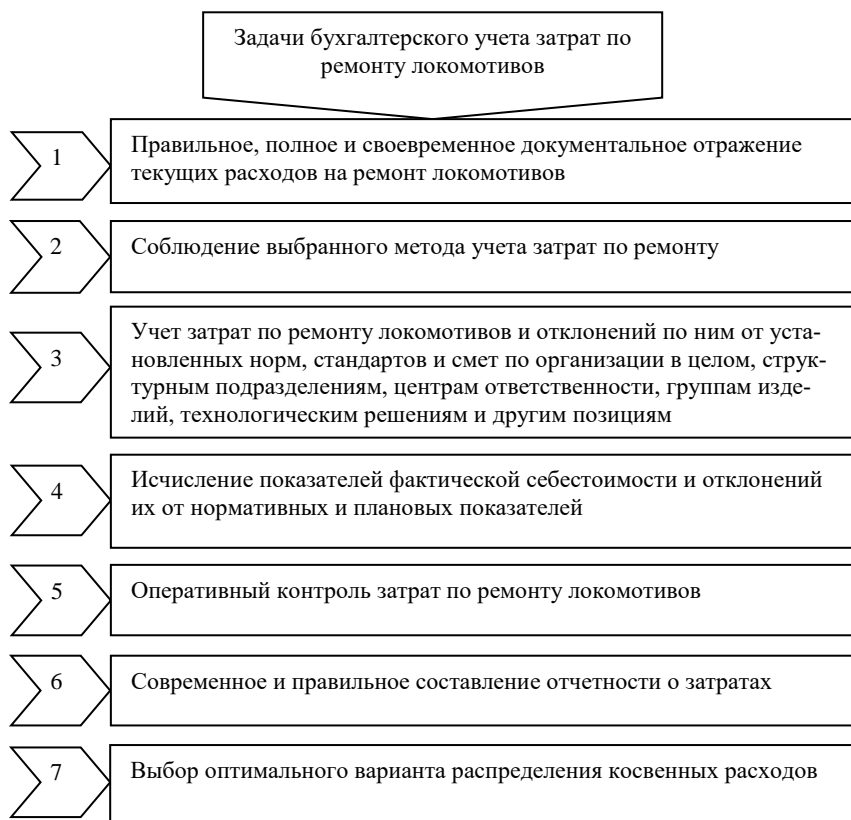 Задачи бухгалтерского учета затрат по
ремонту локомотивов
1
Правильное, полное и своевременное документальное отражение
текущих расходов на ремонт локомотивов
2
Соблюдение выбранного метода учета затрат по ремонту
3
Учет затрат по ремонту локомотивов и отклонений по ним от уста-
новленных норм, стандартов и смет по организации в целом, струк-
турным подразделениям, центрам ответственности, группам изде-
лий, технологическим решениям и другим позициям
4
Исчисление показателей фактической себестоимости и отклонений
их от нормативных и плановых показателей
5
Оперативный контроль затрат по ремонту локомотивов
6
Современное и правильное составление отчетности о затратах
7
Выбор оптимального варианта распределения косвенных расходов